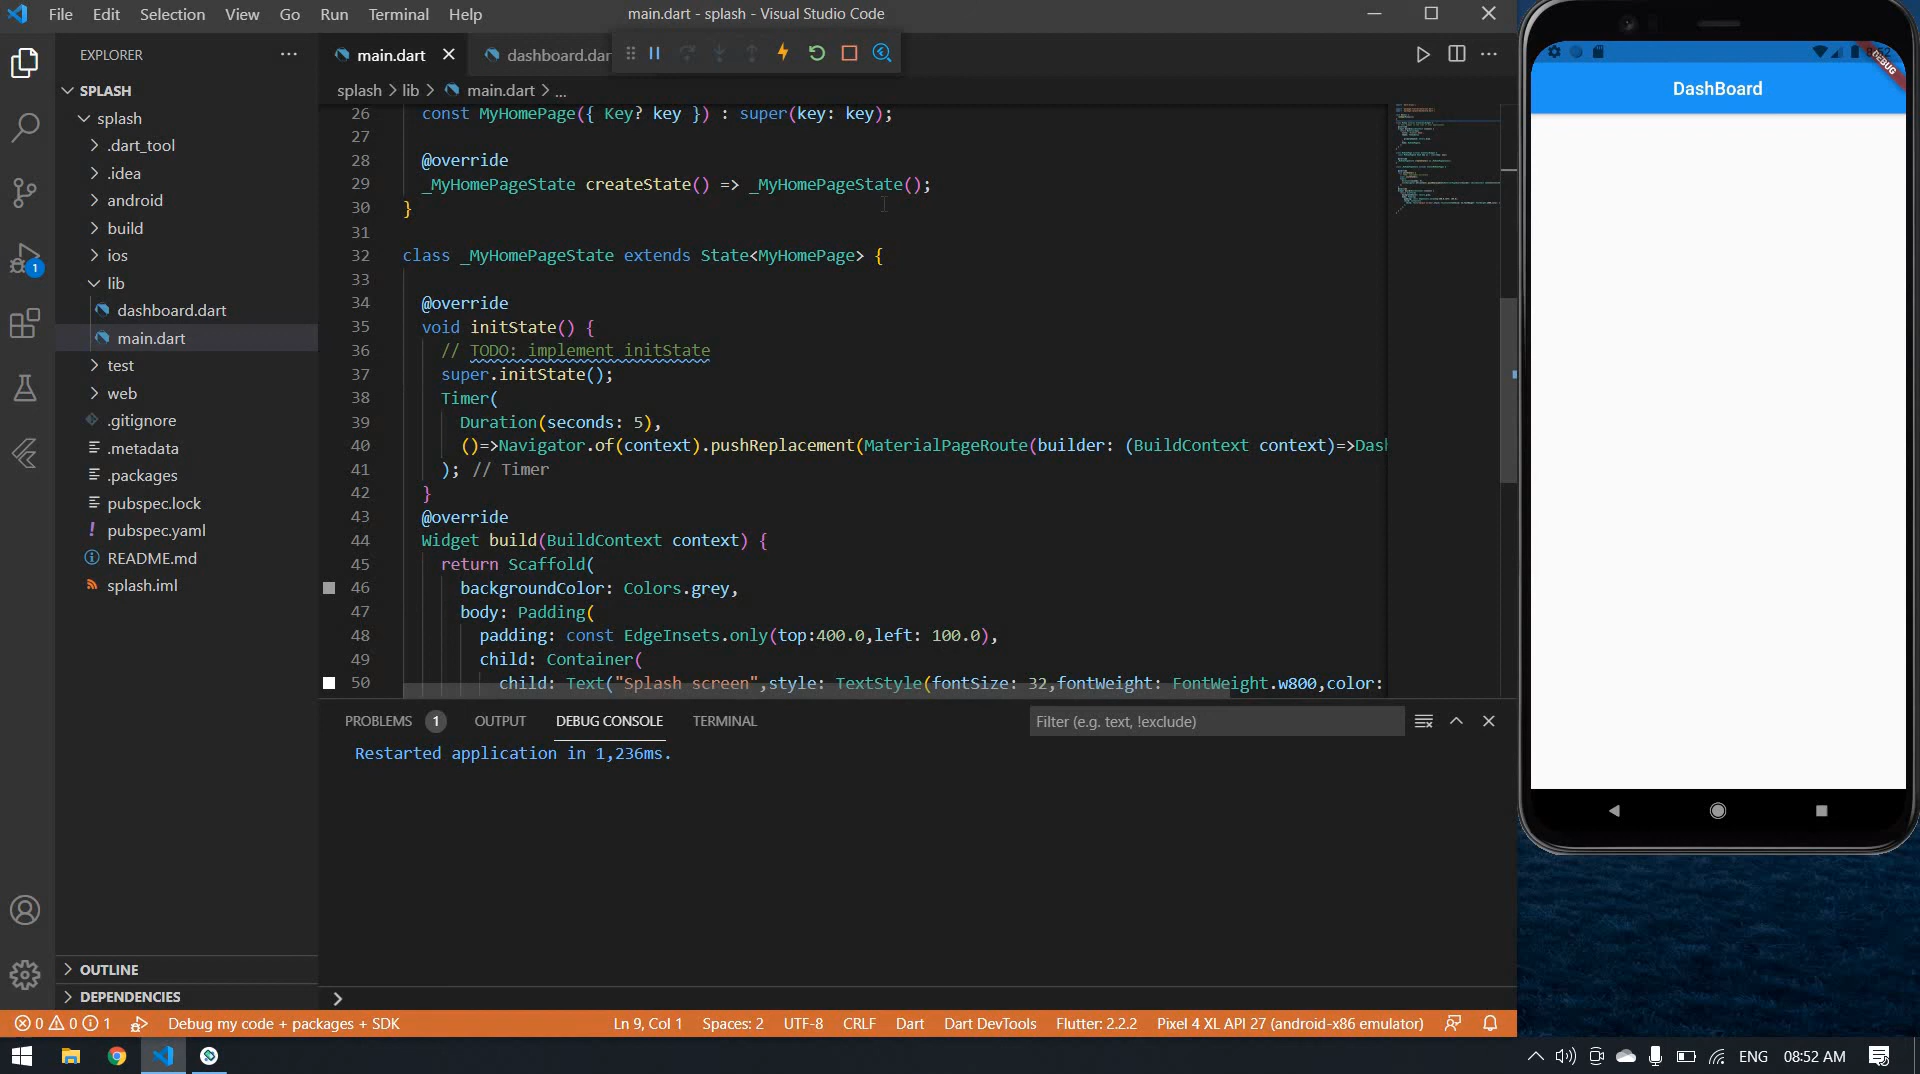 File Edit Selection View Go Run Terminal Help
main.dart - splash - Visual Studio Code
EXPLORER
SPLASH
splash
.dart_tool
.idea
android
build
ios
lib
dashboard.dart
main.dart
test
web
.gitignore
.metadata
.packages
pubspec.lock
pubspec.yaml
README.md
splash.iml
OUTLINE
DEPENDENCIES
1
main.dart
dashboard.dar
splash > lib > main.dart > ...
26 const MyHomePage({ Key? key }) : super(key: key);
27
28 @override
29 _MyHomePageState createState() => _MyHomePageState();
30 }
31
32 class _MyHomePageState extends State<MyHomePage> {
33
34 @override
35 void initState() {
36 // TODO: implement initState
37 super.initState();
38 Timer(
39 Duration(seconds: 5),
40 ()=>Navigator.of(context).pushReplacement(MaterialPageRoute(builder: (BuildContext context)=>Dash
41 ); // Timer
42 }
43 @override
44 Widget build(BuildContext context) {
45 return Scaffold(
46 backgroundColor: Colors.grey,
47 body: Padding(
48 padding: const EdgeInsets.only(top:400.0,left: 100.0),
49 child: Container(
50 child: Text("Splash screen",style: TextStyle(fontSize: 32,fontWeight: FontWeight.w800,color:
PROBLEMS 1 OUTPUT DEBUG CONSOLE TERMINAL
Filter (e.g. text, !exclude)
Restarted application in 1,236ms.
DashBoard
DEBUG
0 0 1 Debug my code + packages + SDK
Ln 9, Col 1 Spaces: 2 UTF-8 CRLF Dart Dart DevTools Flutter: 2.2.2 Pixel 4 XL API 27 (android-x86 emulator)
ENG 08:52 AM